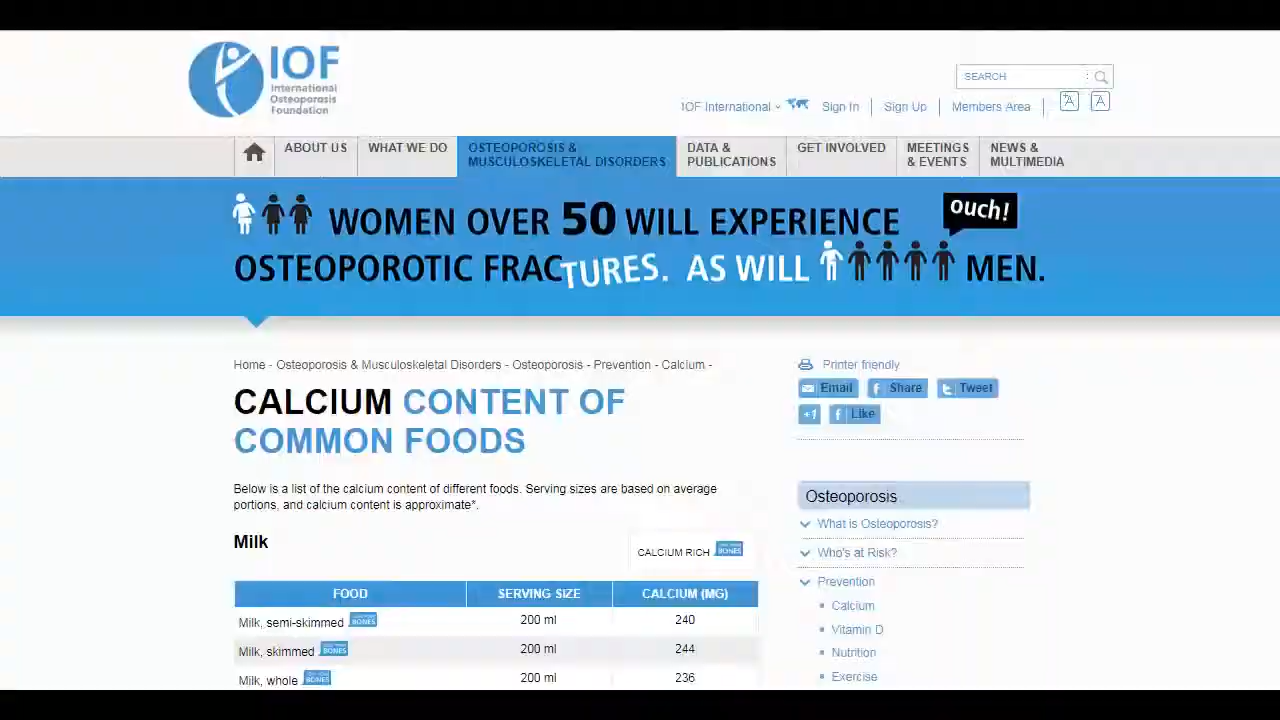 IOF
International
Osteoporosis
Foundation
SEARCH
IOF International
Sign In
Sign Up
Members Area
A
A
ABOUT US
WHAT WE DO
OSTEOPOROSIS &
MUSCULOSKELETAL DISORDERS
DATA &
PUBLICATIONS
GET INVOLVED
MEETINGS
& EVENTS
NEWS &
MULTIMEDIA
WOMEN OVER 50 WILL EXPERIENCE
ouch!
OSTEOPOROTIC FRACTURES. AS WILL MEN.
Home - Osteoporosis & Musculoskeletal Disorders - Osteoporosis - Prevention - Calcium -
CALCIUM CONTENT OF
COMMON FOODS
Below is a list of the calcium content of different foods. Serving sizes are based on average
portions, and calcium content is approximate*.
Milk
CALCIUM RICH BONES
FOOD SERVING SIZE CALCIUM (MG)
Milk, semi-skimmed BONES 200 ml 240
Milk, skimmed BONES 200 ml 244
Milk, whole BONES 200 ml 236
Printer friendly
Email Share Tweet
+1 Like
Osteoporosis
What is Osteoporosis?
Who's at Risk?
Prevention
Calcium
Vitamin D
Nutrition
Exercise